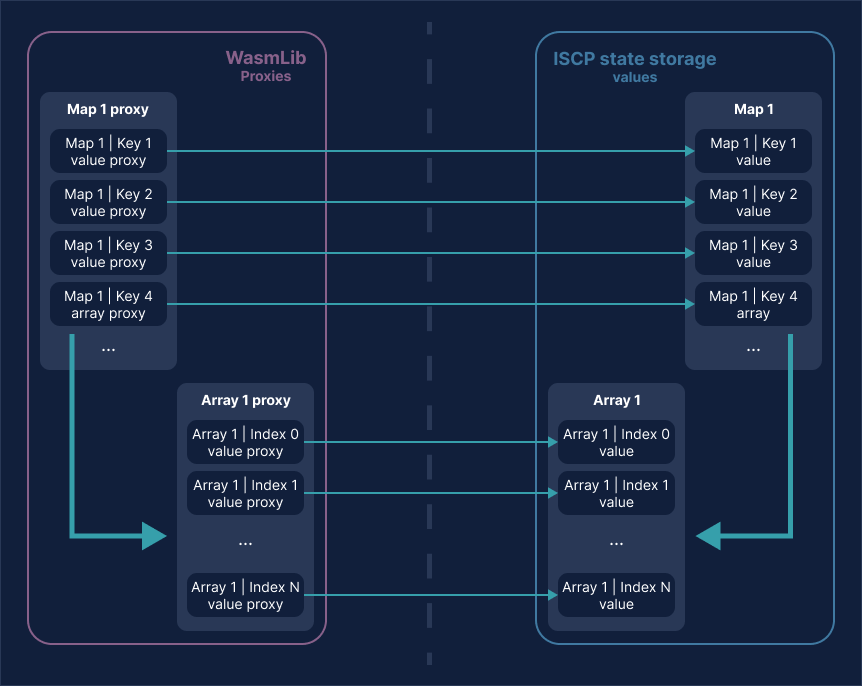 WasmLib
Proxies
Map 1 proxy
Map 1 | Key 1
value proxy
Map 1 | Key 2
value proxy
Map 1 | Key 3
value proxy
Map 1 | Key 4
array proxy
...
Array 1 proxy
Array 1 | Index 0
value proxy
Array 1 | Index 1
value proxy
...
Array 1 | Index N
value proxy
ISCP state storage
values
Map 1
Map 1 | Key 1
value
Map 1 | Key 2
value
Map 1 | Key 3
value
Map 1 | Key 4
array
...
Array 1
Array 1 | Index 0
value
Array 1 | Index 1
value
...
Array 1 | Index N
value